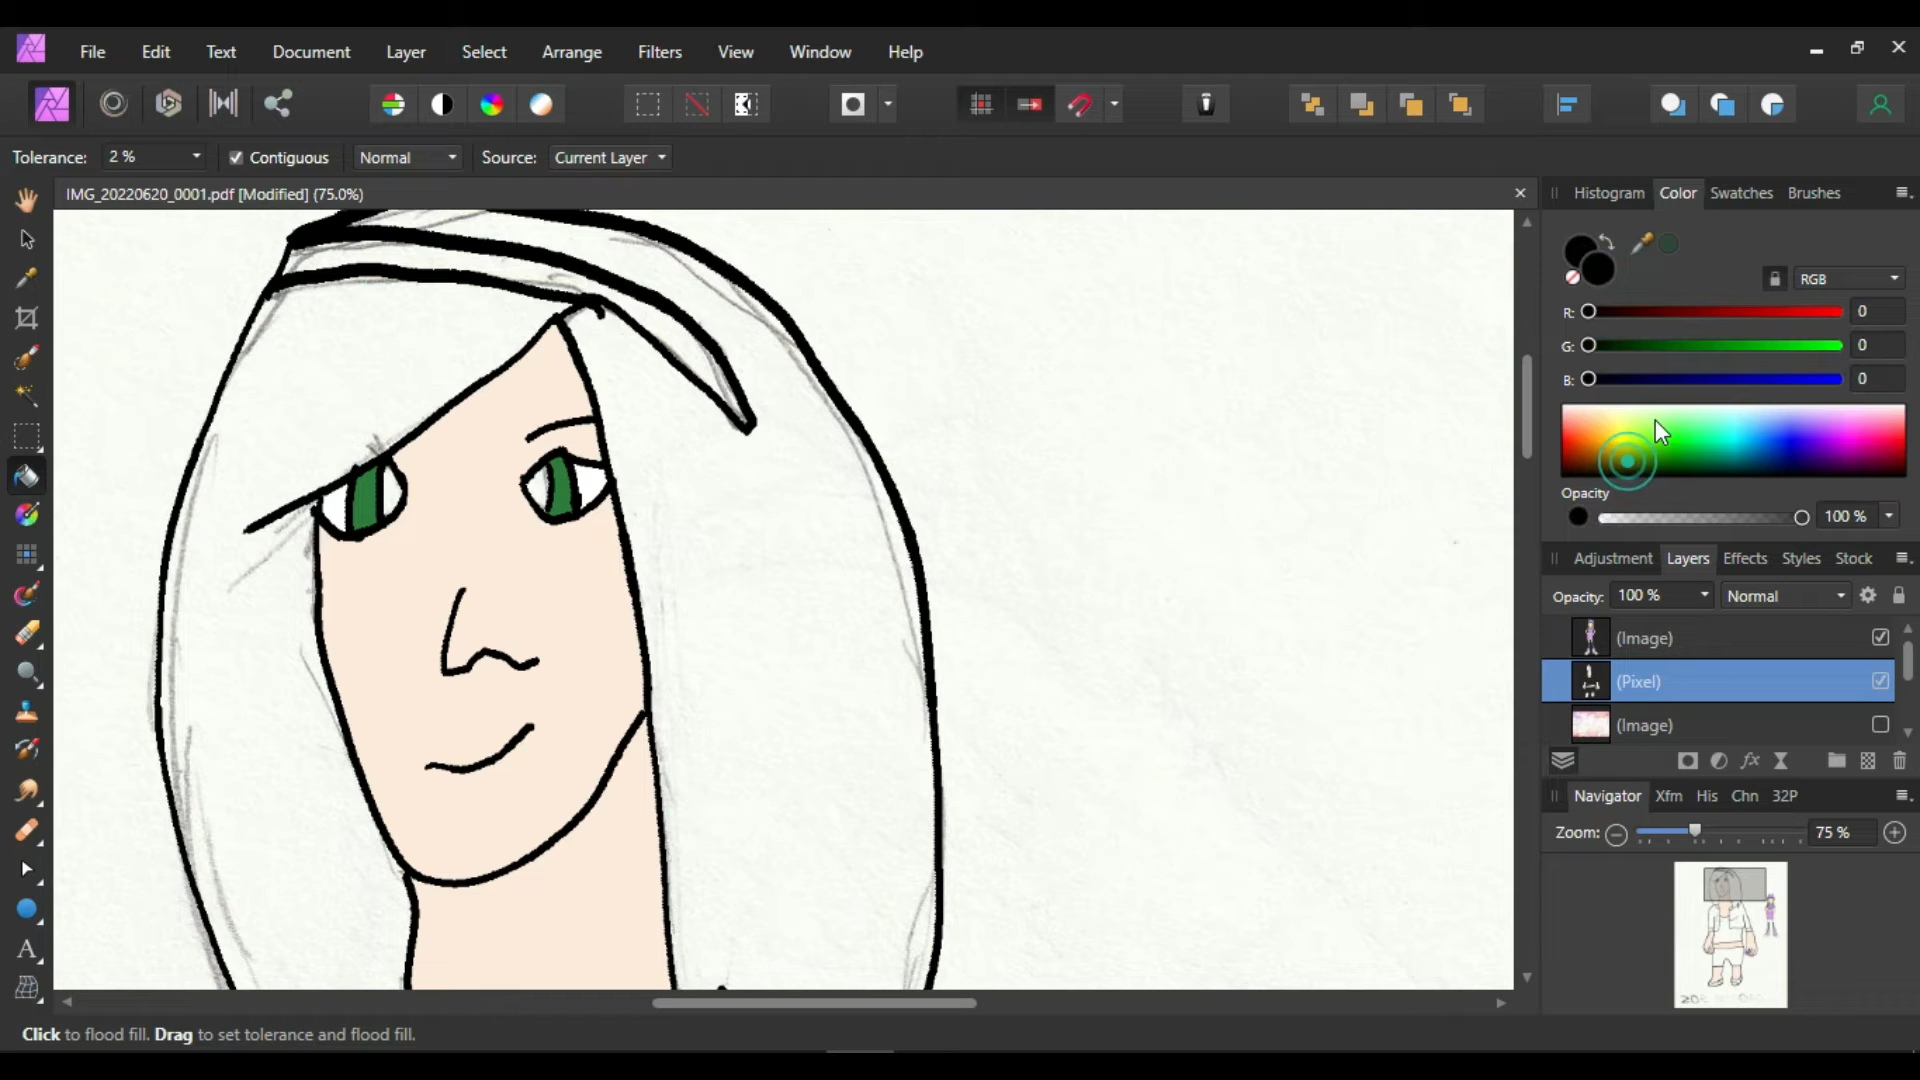 File Edit Text Document Layer Select Arrange Filters View Window Help
Tolerance: 2 % Contiguous Normal Source: Current Layer
IMG_20220620_0001.pdf [Modified] (75.0%)
Histogram Color Swatches Brushes
RGB
R: 0
G: 0
B: 0
Opacity
100 %
Adjustment Layers Effects Styles Stock
Opacity: 100 % Normal
(Image)
(Pixel)
(Image)
Navigator Xfm His Chn 32P
Zoom: 75 %
Click to flood fill. Drag to set tolerance and flood fill.